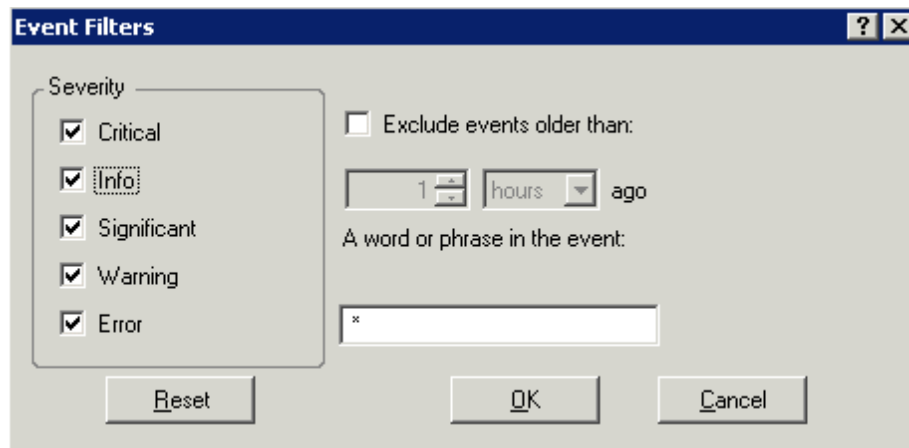 Event Filters
Severity
Critical
Info
Significant
Warning
Error
Exclude events older than:
1 hours ago
A word or phrase in the event:
*
Reset OK Cancel